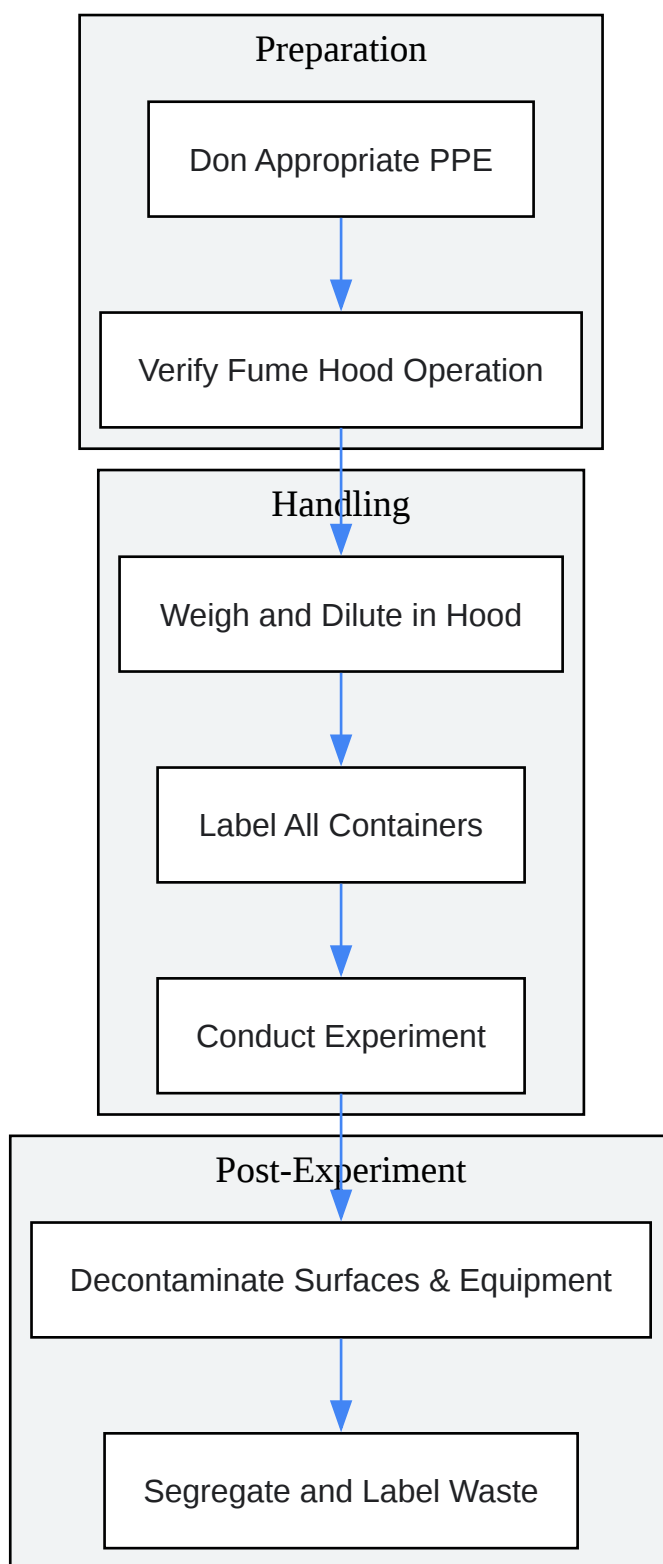 Preparation
Don Appropriate PPE
Verify Fume Hood Operation
Handling
Weigh and Dilute in Hood
Label All Containers
Conduct Experiment
Post-Experiment
Decontaminate Surfaces & Equipment
Segregate and Label Waste